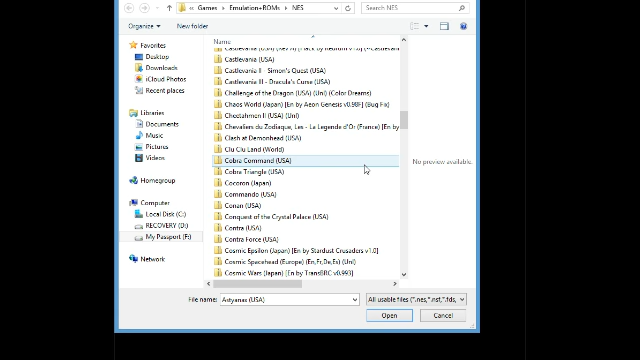 « Games ▸ Emulation+ROMs ▸ NES
Search NES
Organize
New folder
Name
Favorites
Desktop
Downloads
iCloud Photos
Recent places
Libraries
Documents
Music
Pictures
Videos
Homegroup
Computer
Local Disk (C:)
RECOVERY (D:)
My Passport (F:)
Network
Castlevania (USA)
Castlevania II - Simon's Quest (USA)
Castlevania III - Dracula's Curse (USA)
Challenge of the Dragon (USA) (Unl) (Color Dreams)
Chaos World (Japan) [En by Aeon Genesis v0.98F] (Bug Fix)
Cheetahmen II (USA) (Unl)
Chevaliers du Zodiaque, Les - La Legende d'Or (France) [En by
Clash at Demonhead (USA)
Clu Clu Land (World)
Cobra Command (USA)
Cobra Triangle (USA)
Cocoron (Japan)
Commando (USA)
Conan (USA)
Conquest of the Crystal Palace (USA)
Contra (USA)
Contra Force (USA)
Cosmic Epsilon (Japan) [En by Stardust Crusaders v1.0]
Cosmic Spacehead (Europe) (En,Fr,De,Es) (Unl)
Cosmic Wars (Japan) [En by TransBRC v0.993]
No preview available.
File name:
Astyanax (USA)
All usable files (*.nes,*.nsf,*.fds,
Open
Cancel